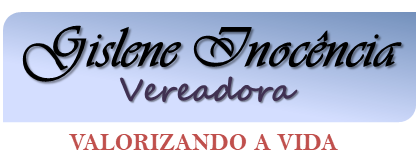 Gislene Inocência
Vereadora
VALORIZANDO A VIDA